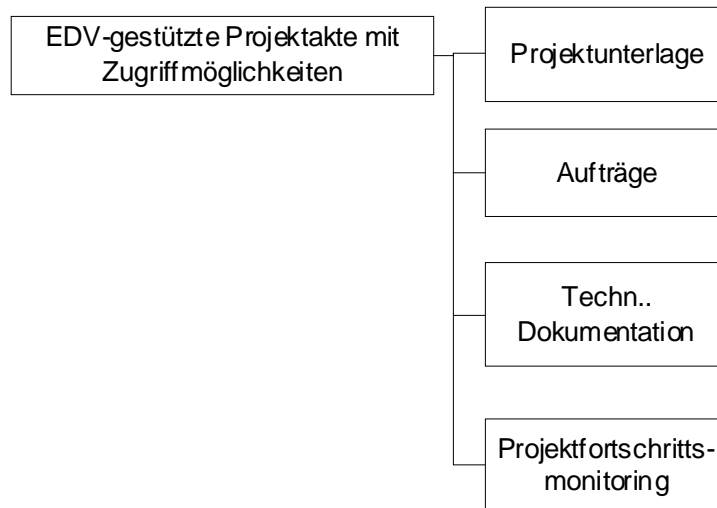 EDV-gestützte Projektakte mit
Zugriffmöglichkeiten
Projektunterlage
Aufträge
Techn..
Dokumentation
Projektfortschritts-
monitoring